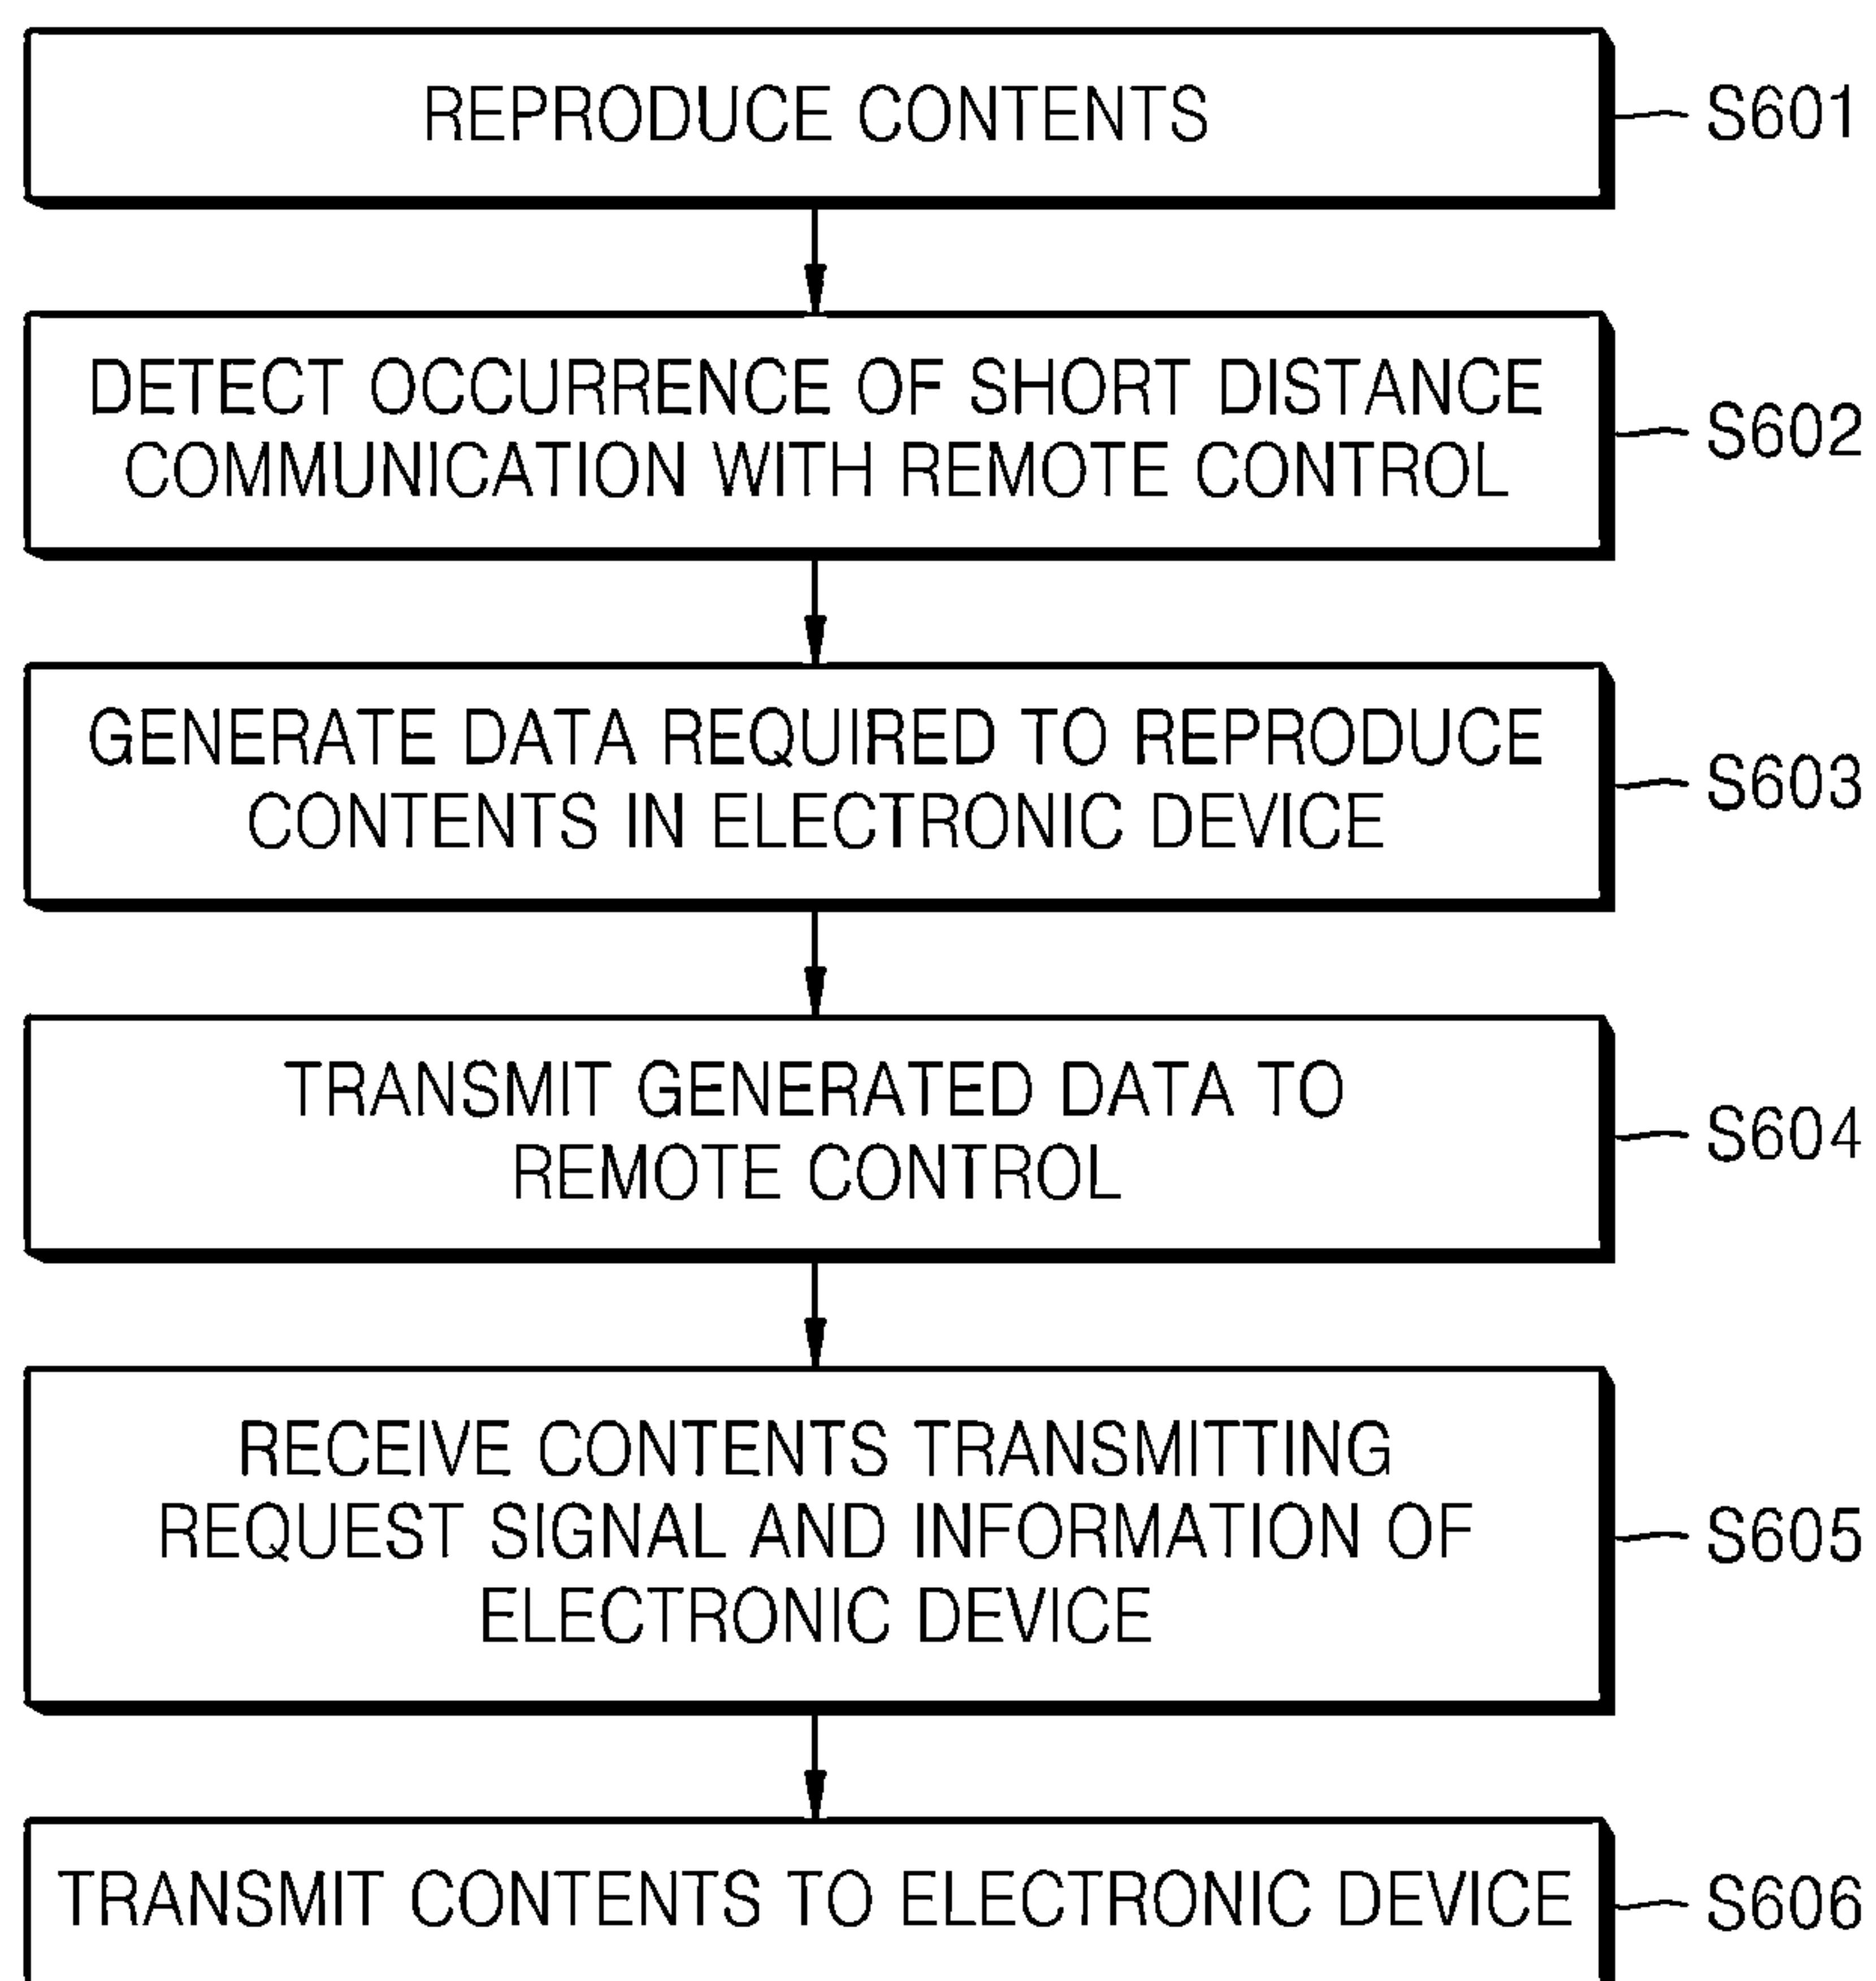 REPRODUCE CONTENTS
S601
DETECT OCCURRENCE OF SHORT DISTANCE
COMMUNICATION WITH REMOTE CONTROL
S602
GENERATE DATA REQUIRED TO REPRODUCE
CONTENTS IN ELECTRONIC DEVICE
S603
TRANSMIT GENERATED DATA TO
REMOTE CONTROL
S604
RECEIVE CONTENTS TRANSMITTING
REQUEST SIGNAL AND INFORMATION OF
ELECTRONIC DEVICE
S605
TRANSMIT CONTENTS TO ELECTRONIC DEVICE
S606